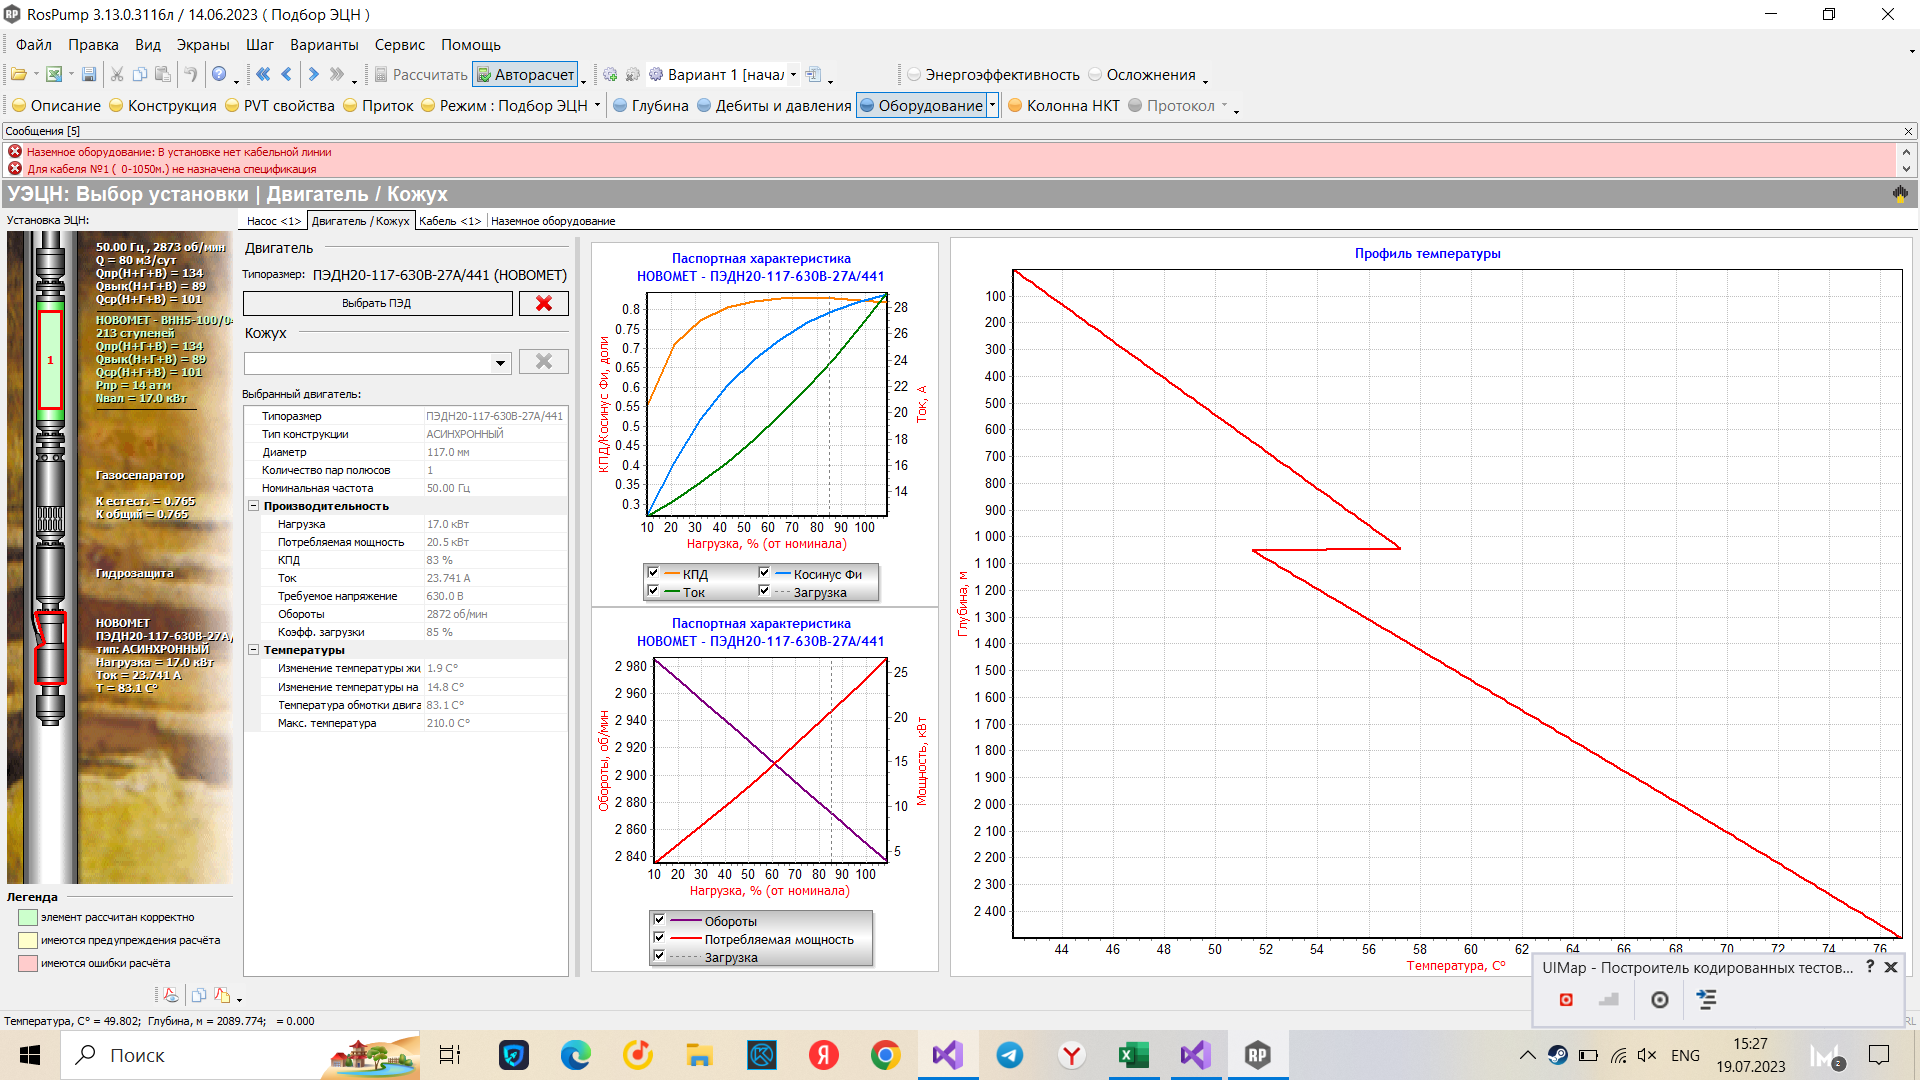 RosPump 3.13.0.3116л / 14.06.2023 ( Подбор ЭЦН )
Файл Правка Вид Экраны Шаг Варианты Сервис Помощь
Рассчитать Авторасчет Вариант 1 [начал Энергоэффективность Осложнения
Описание Конструкция PVT свойства Приток Режим : Подбор ЭЦН Глубина Дебиты и давления Оборудование Колонна НКТ Протокол
Сообщения [5]
Наземное оборудование: В установке нет кабельной линии
Для кабеля №1 ( 0-1050м.) не назначена спецификация
УЭЦН: Выбор установки | Двигатель / Кожух
Установка ЭЦН:
50.00 Гц , 2873 об/мин
Q = 80 м3/сут
Qпр(Н+Г+В) = 134
Qвык(Н+Г+В) = 89
Qср(Н+Г+В) = 101
НОВОМЕТ - ВНН5-100/0
213 ступеней
Qпр(Н+Г+В) = 134
Qвык(Н+Г+В) = 89
Qср(Н+Г+В) = 101
Pпр = 14 атм
Nвал = 17.0 кВт
1
Газосепаратор
К естест. = 0.765
К общий = 0.765
Гидрозащита
НОВОМЕТ
ПЭДН20-117-630В-27А/
тип: АСИНХРОННЫЙ
Нагрузка = 17.0 кВт
Ток = 23.741 А
Т = 83.1 С°
Легенда
элемент рассчитан корректно
имеются предупреждения расчёта
имеются ошибки расчёта
Насос <1> Двигатель / Кожух Кабель <1> Наземное оборудование
Двигатель
Типоразмер: ПЭДН20-117-630В-27А/441 (НОВОМЕТ)
Выбрать ПЭД
Кожух
Выбранный двигатель:
Типоразмер ПЭДН20-117-630В-27А/441
Тип конструкции АСИНХРОННЫЙ
Диаметр 117.0 мм
Количество пар полюсов 1
Номинальная частота 50.00 Гц
Производительность
Нагрузка 17.0 кВт
Потребляемая мощность 20.5 кВт
КПД 83 %
Ток 23.741 А
Требуемое напряжение 630.0 В
Обороты 2872 об/мин
Коэфф. загрузки 85 %
Температуры
Изменение температуры жи 1.9 С°
Изменение температуры на 14.8 С°
Температура обмотки двига 83.1 С°
Макс. температура 210.0 С°
Паспортная характеристика
НОВОМЕТ - ПЭДН20-117-630В-27А/441
КПД/Косинус Фи, доли
0.8
0.75
0.7
0.65
0.6
0.55
0.5
0.45
0.4
0.35
0.3
28
26
24
22
20
18
16
14
Ток, А
10 20 30 40 50 60 70 80 90 100
Нагрузка, % (от номинала)
КПД Косинус Фи
Ток Загрузка
Паспортная характеристика
НОВОМЕТ - ПЭДН20-117-630В-27А/441
Обороты, об/мин
2 980
2 960
2 940
2 920
2 900
2 880
2 860
2 840
25
20
15
10
5
Мощность, кВт
10 20 30 40 50 60 70 80 90 100
Нагрузка, % (от номинала)
Обороты
Потребляемая мощность
Загрузка
Профиль температуры
Глубина, м
100
200
300
400
500
600
700
800
900
1 000
1 100
1 200
1 300
1 400
1 500
1 600
1 700
1 800
1 900
2 000
2 100
2 200
2 300
2 400
44 46 48 50 52 54 56 58 60 62 64 66 68 70 72 74 76
Температура, С°
UIMap - Построитель кодированных тестов... ?
Температура, С° = 49.802; Глубина, м = 2089.774; = 0.000
RL
Поиск
Я
RP
ENG
15:27
19.07.2023
2